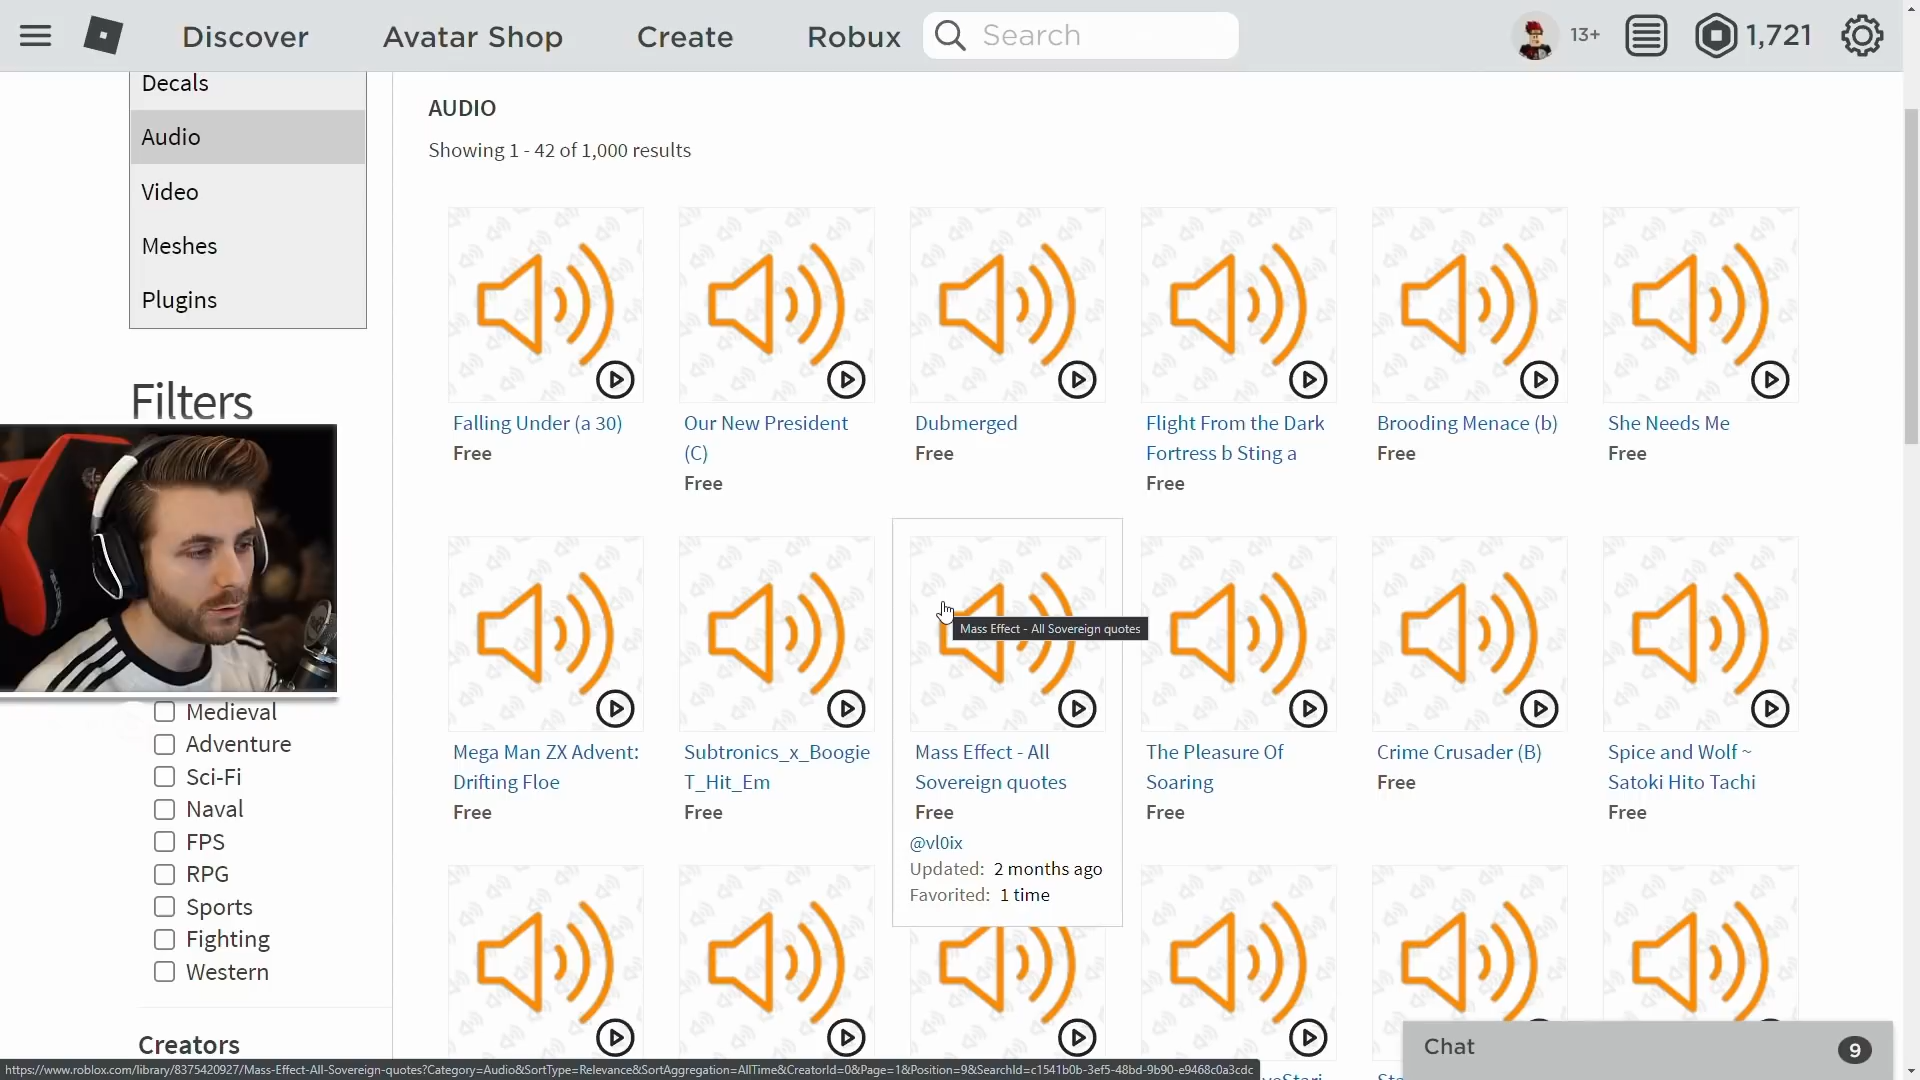 Discover
Avatar Shop
Create
Robux
Search
13+
1,721
Decals
Audio
Video
Meshes
Plugins
Filters
Medieval
Adventure
Sci-Fi
Naval
FPS
RPG
Sports
Fighting
Western
Creators
AUDIO
Showing 1 - 42 of 1,000 results
Falling Under (a 30)
Free
Our New President
(C)
Free
Dubmerged
Free
Flight From the Dark
Fortress b Sting a
Free
Brooding Menace (b)
Free
She Needs Me
Free
Mega Man ZX Advent:
Drifting Floe
Free
Subtronics_x_Boogie
T_Hit_Em
Free
Mass Effect - All Sovereign quotes
Mass Effect - All
Sovereign quotes
Free
@vl0ix
Updated: 2 months ago
Favorited: 1 time
The Pleasure Of
Soaring
Free
Crime Crusader (B)
Free
Spice and Wolf ~
Satoki Hito Tachi
Free
Chat
9
https://www.roblox.com/library/8375420927/Mass-Effect-All-Sovereign-quotes?Category=Audio&SortType=Relevance&SortAggregation=AllTime&CreatorId=0&Page=1&Position=9&SearchId=c1541b0b-3ef5-48bd-9b90-e9468c0a3cdc